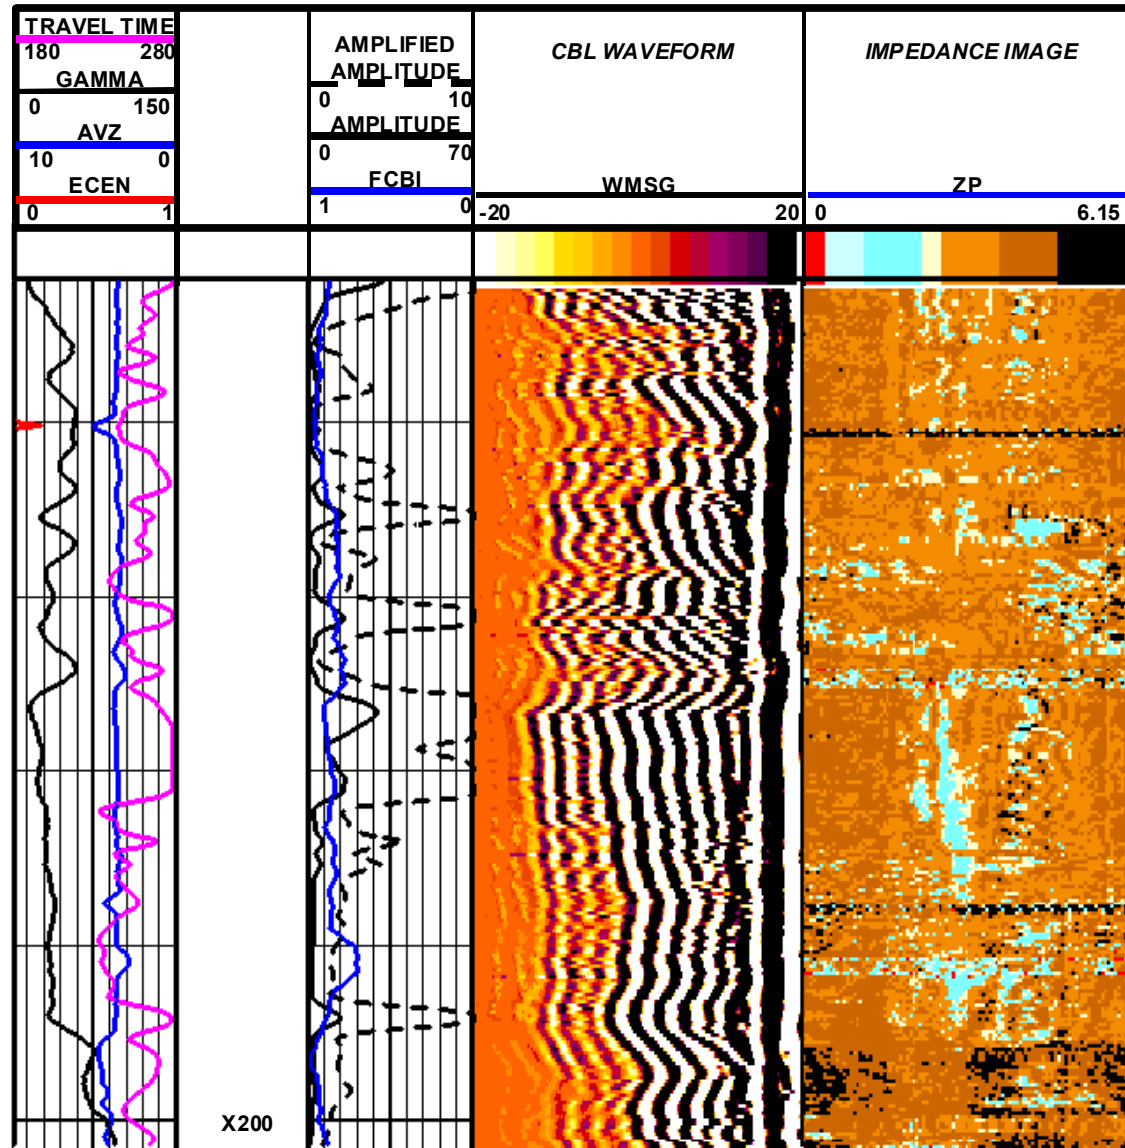 TRAVEL TIME
180 280
GAMMA
0 150
AVZ
10 0
ECEN
0 1
AMPLIFIED
AMPLITUDE
0 10
AMPLITUDE
0 70
FCBI
1 0
CBL WAVEFORM
WMSG
-20 20
IMPEDANCE IMAGE
ZP
0 6.15
X200